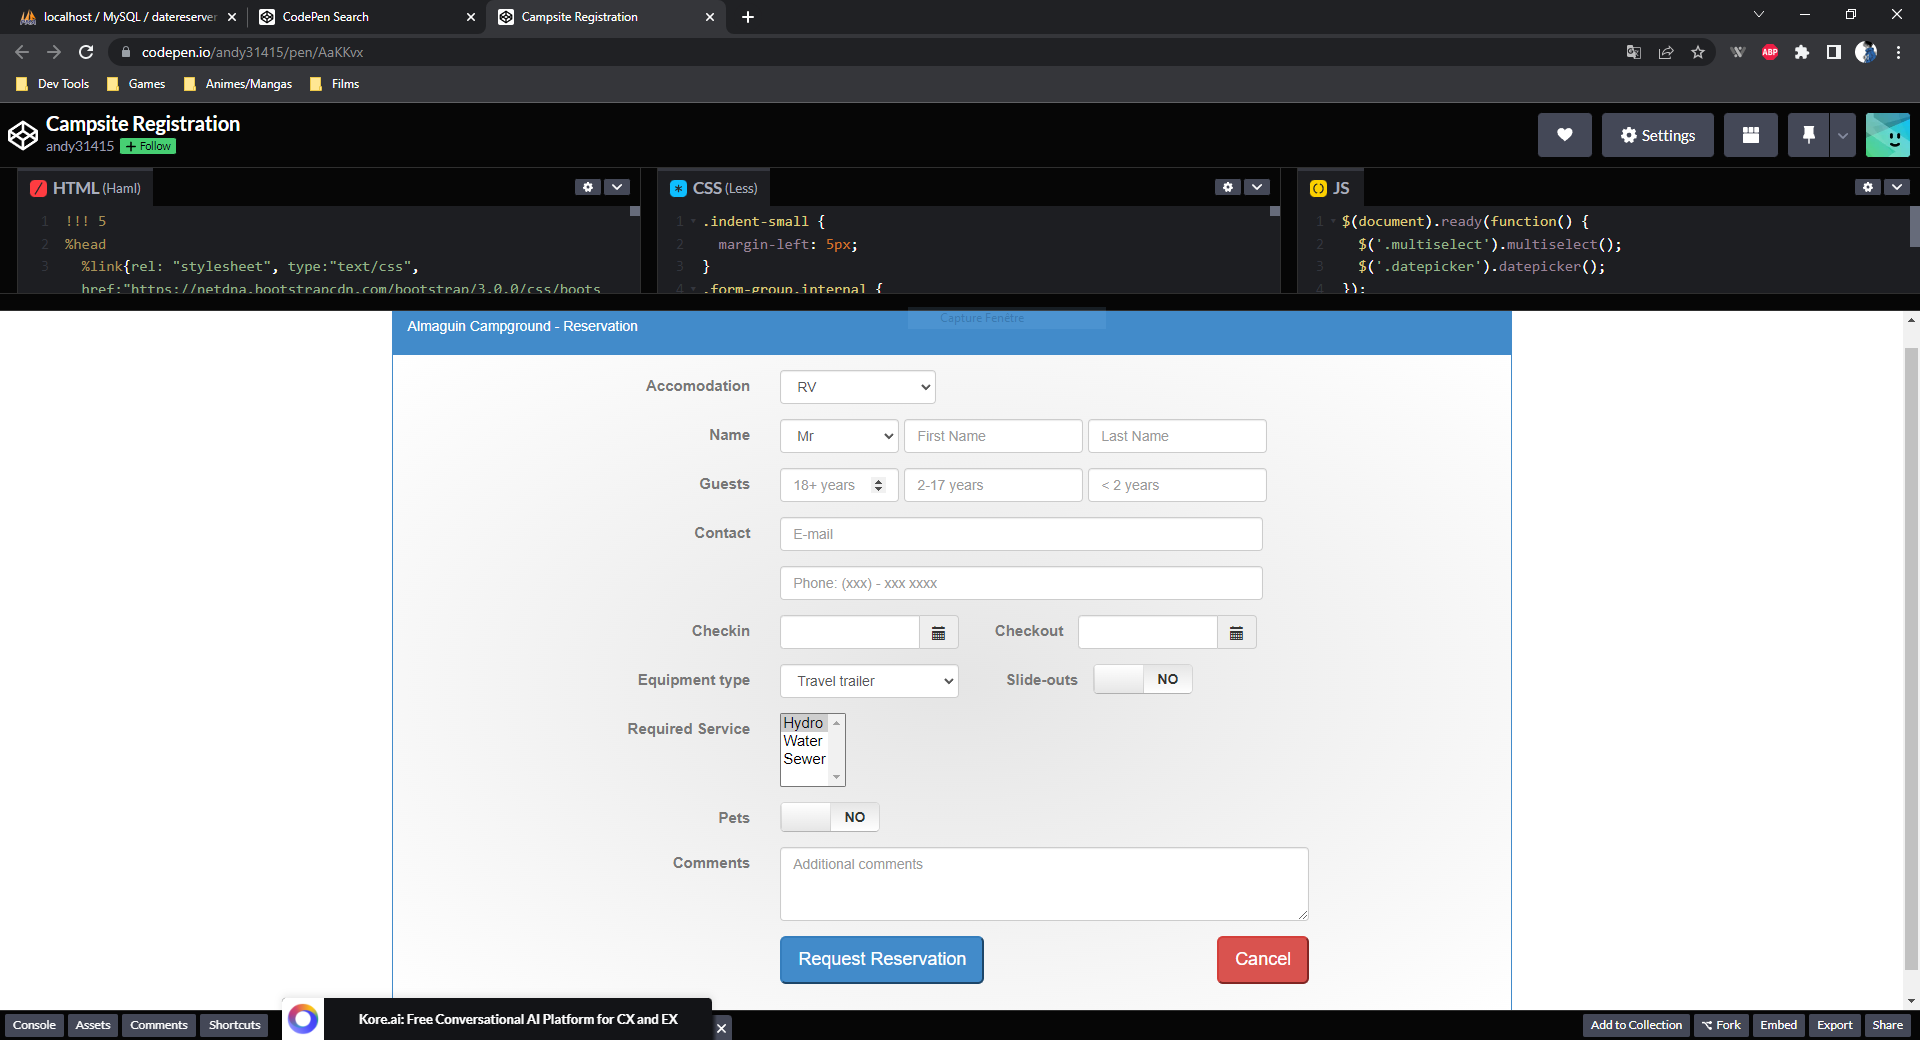 localhost / MySQL / datereserver
CodePen Search
Campsite Registration
codepen.io/andy31415/pen/AaKKvx
ABP
Dev Tools
Games
Animes/Mangas
Films
Campsite Registration
andy31415
+ Follow
Settings
HTML (Haml)
1 !!! 5
2 %head
3 %link{rel: "stylesheet", type:"text/css",
href:"https://netdna.bootstrapcdn.com/bootstrap/3.0.0/css/boots
CSS (Less)
1 .indent-small {
2 margin-left: 5px;
3 }
4 .form-group.internal {
JS
1 $(document).ready(function() {
2 $('.multiselect').multiselect();
3 $('.datepicker').datepicker();
4 });
Almaguin Campground - Reservation
Capture Fenêtre
Accomodation
RV
Name
Mr
First Name
Last Name
Guests
18+ years
2-17 years
< 2 years
Contact
E-mail
Phone: (xxx) - xxx xxxx
Checkin
Checkout
Equipment type
Travel trailer
Slide-outs
NO
Required Service
Hydro
Water
Sewer
Pets
NO
Comments
Additional comments
Request Reservation
Cancel
Console
Assets
Comments
Shortcuts
Kore.ai: Free Conversational AI Platform for CX and EX
Add to Collection
Fork
Embed
Export
Share